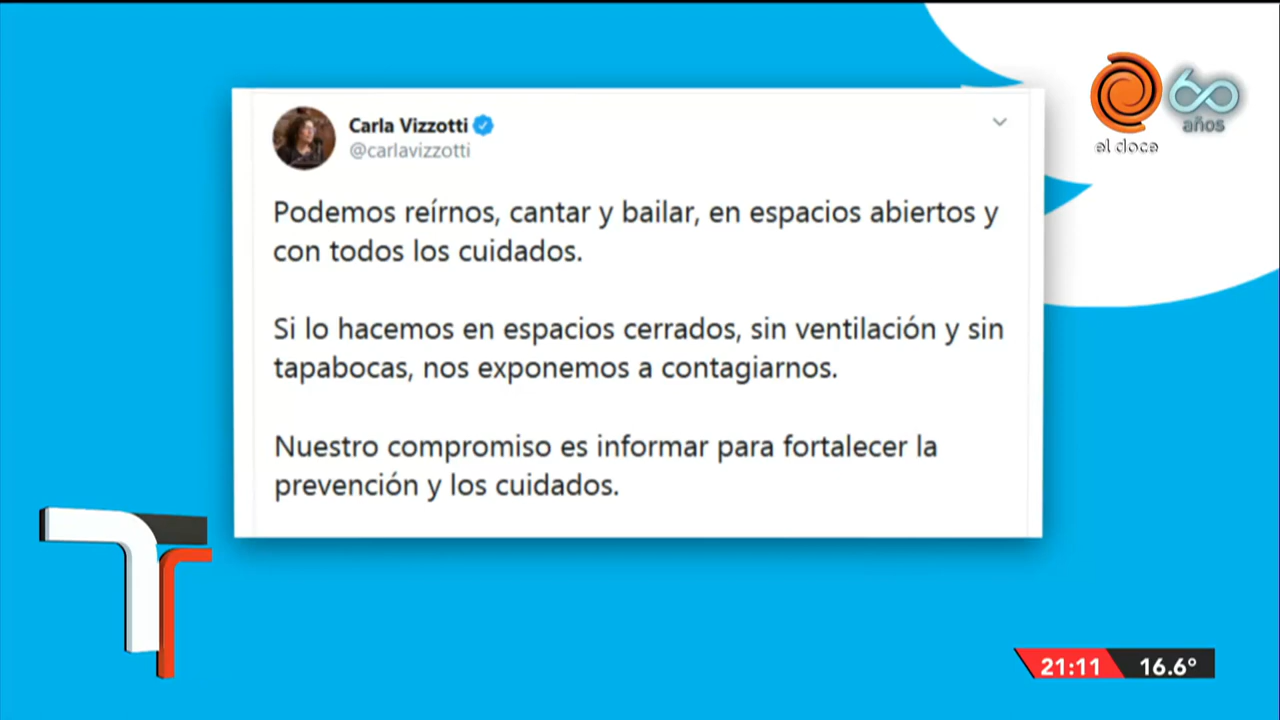 Carla Vizzotti
@carlavizzotti
Podemos reírnos, cantar y bailar, en espacios abiertos y
con todos los cuidados.
Si lo hacemos en espacios cerrados, sin ventilación y sin
tapabocas, nos exponemos a contagiarnos.
Nuestro compromiso es informar para fortalecer la
prevención y los cuidados.
el doce
60
años
21:11
16.6°